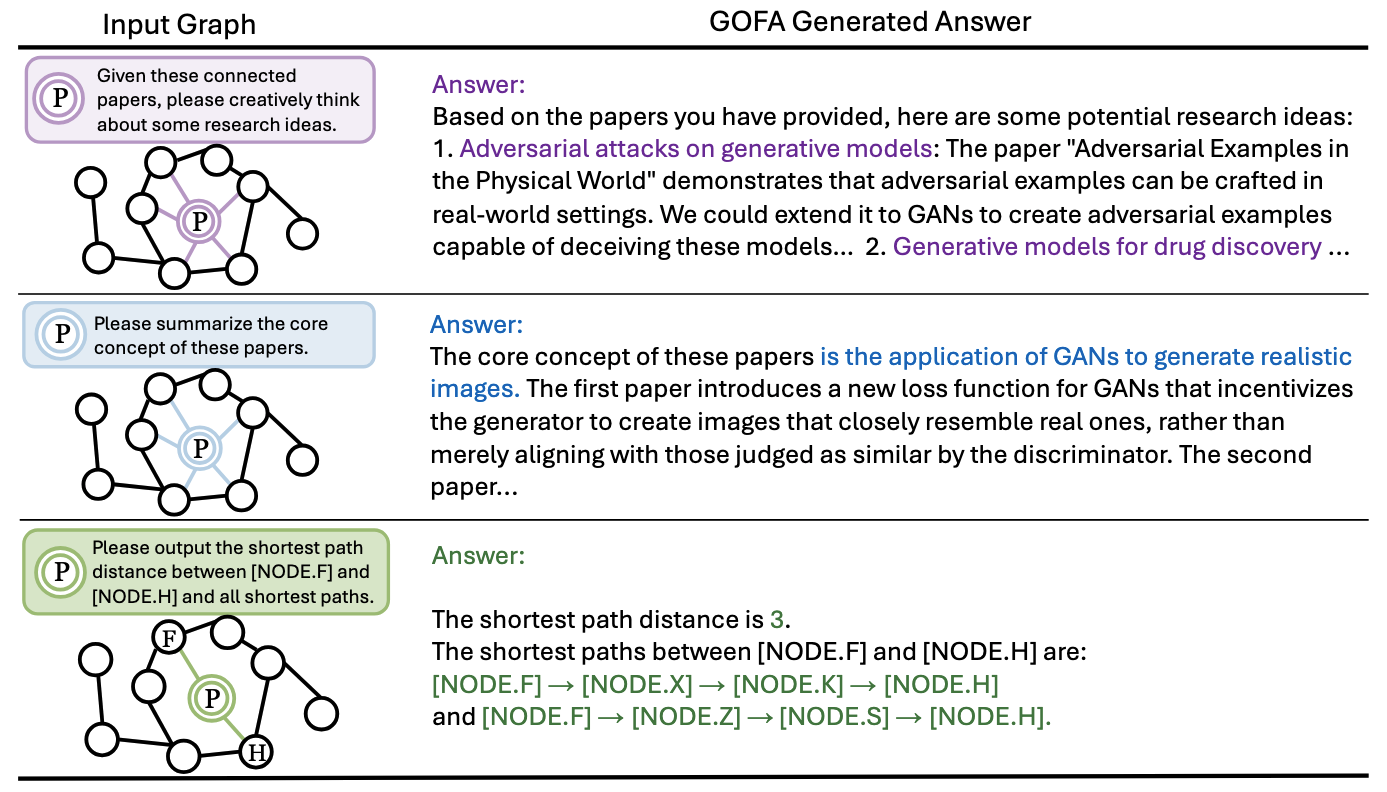 Input Graph
GOFA Generated Answer
P
Given these connected
papers, please creatively think
about some research ideas.
P
Answer:
Based on the papers you have provided, here are some potential research ideas:
1. Adversarial attacks on generative models: The paper "Adversarial Examples in
the Physical World" demonstrates that adversarial examples can be crafted in
real-world settings. We could extend it to GANs to create adversarial examples
capable of deceiving these models... 2. Generative models for drug discovery ...
P
Please summarize the core
concept of these papers.
P
Answer:
The core concept of these papers is the application of GANs to generate realistic
images. The first paper introduces a new loss function for GANs that incentivizes
the generator to create images that closely resemble real ones, rather than
merely aligning with those judged as similar by the discriminator. The second
paper...
P
Please output the shortest path
distance between [NODE.F] and
[NODE.H] and all shortest paths.
F
P
H
Answer:
The shortest path distance is 3.
The shortest paths between [NODE.F] and [NODE.H] are:
[NODE.F] → [NODE.X] → [NODE.K] → [NODE.H]
and [NODE.F] → [NODE.Z] → [NODE.S] → [NODE.H].